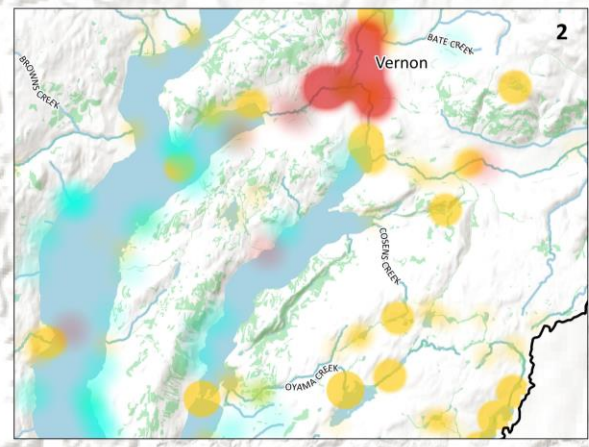 2
BATE CREEK
Vernon
BROWNS CREEK
COSENS CREEK
OYAMA CREEK